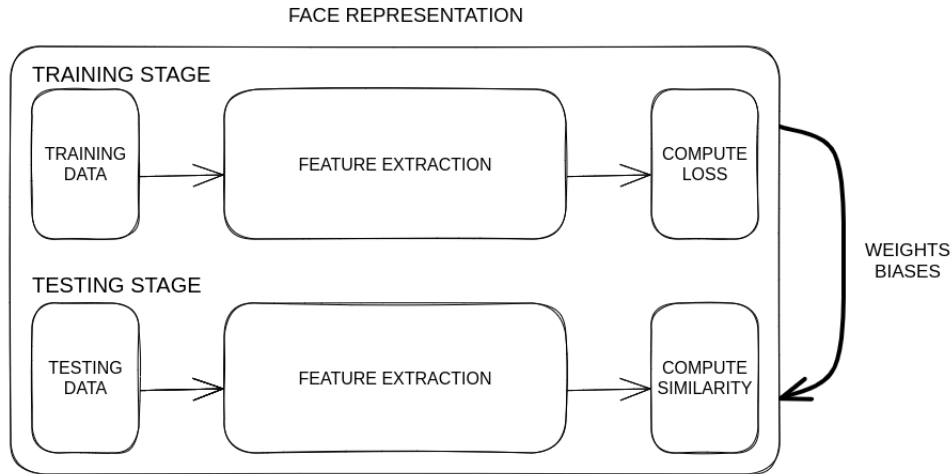 FACE REPRESENTATION
TRAINING STAGE
TRAINING
DATA
FEATURE EXTRACTION
COMPUTE
LOSS
WEIGHTS
BIASES
TESTING STAGE
TESTING
DATA
FEATURE EXTRACTION
COMPUTE
SIMILARITY